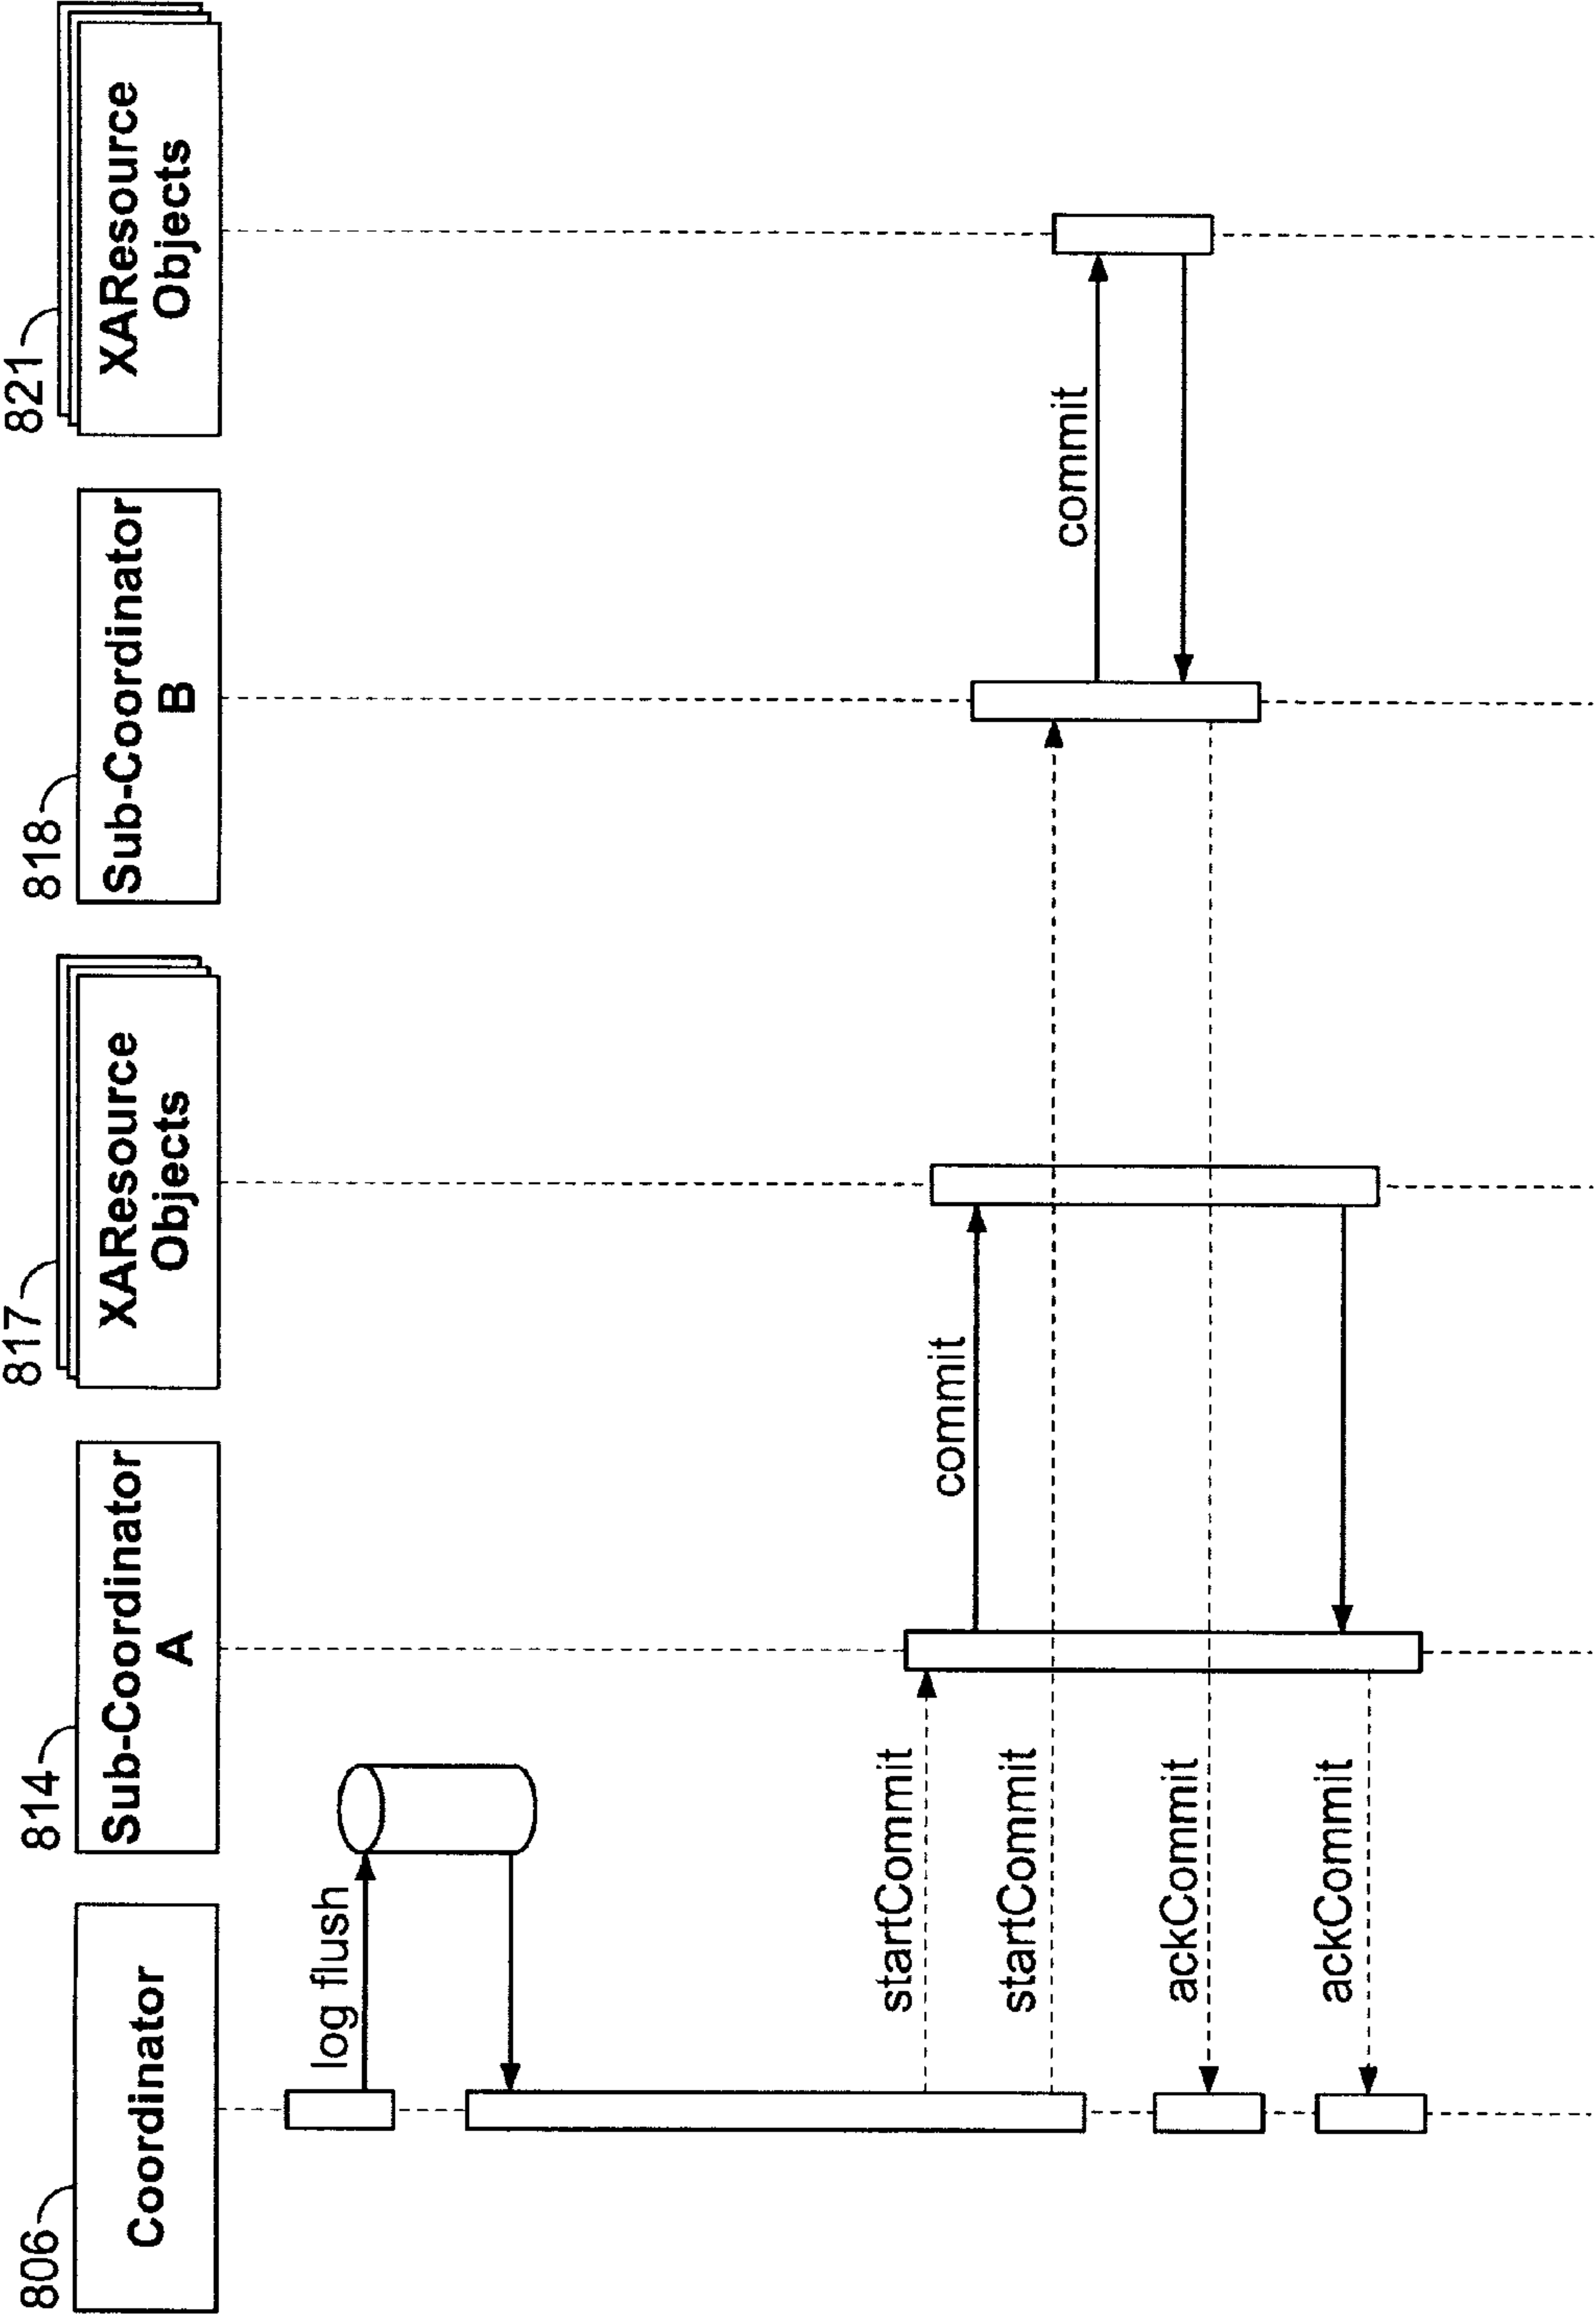 806
Coordinator
814
Sub-Coordinator
A
817
XAResource
Objects
818
Sub-Coordinator
B
821
XAResource
Objects
log flush
startCommit
commit
startCommit
commit
ackCommit
ackCommit